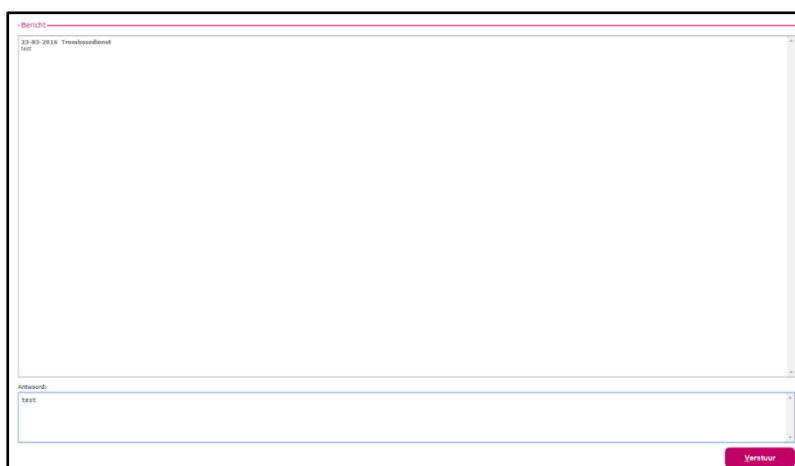 Bericht
23-03-2016 Trombosedienst
test
Antwoord:
test
Verstuur